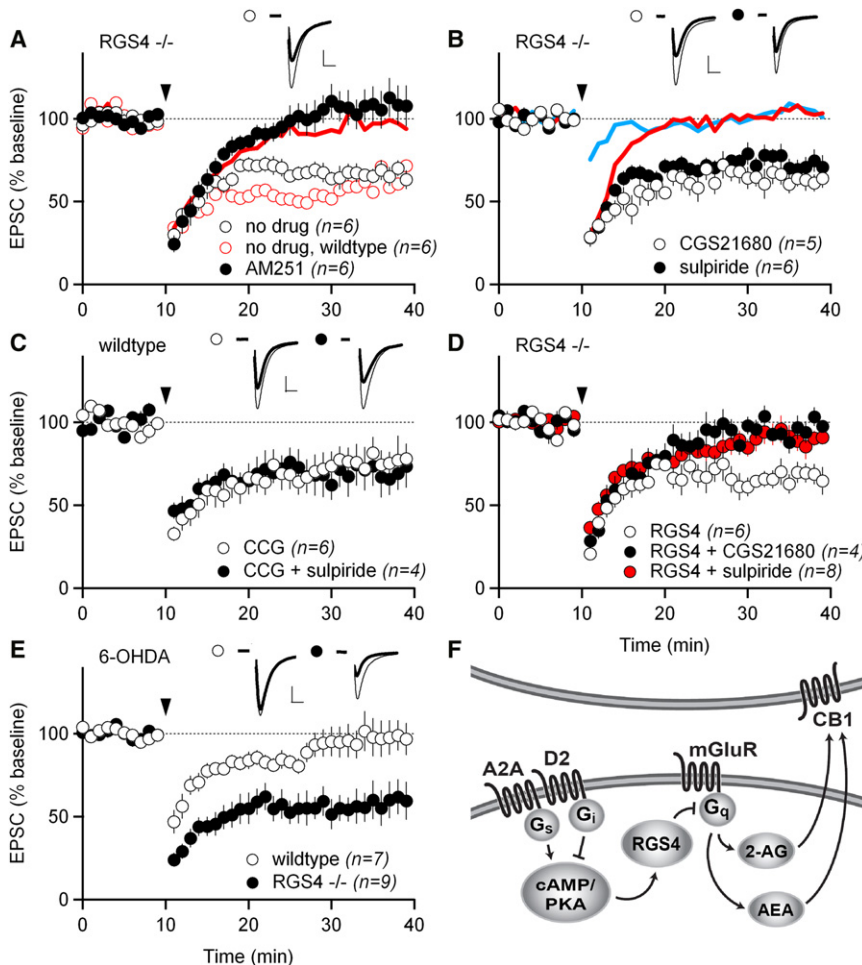 A
RGS4 -/-
EPSC (% baseline)
100
50
0
0
10
20
30
40
no drug (n=6)
no drug, wildtype (n=6)
AM251 (n=6)
B
RGS4 -/-
EPSC (% baseline)
100
50
0
0
10
20
30
40
CGS21680 (n=5)
sulpiride (n=6)
C
wildtype
EPSC (% baseline)
100
50
0
0
10
20
30
40
CCG (n=6)
CCG + sulpiride (n=4)
D
RGS4 -/-
100
50
0
0
10
20
30
40
RGS4 (n=6)
RGS4 + CGS21680 (n=4)
RGS4 + sulpiride (n=8)
Time (min)
E
6-OHDA
EPSC (% baseline)
100
50
0
0
10
20
30
40
wildtype (n=7)
RGS4 -/- (n=9)
Time (min)
F
CB1
A2A
D2
mGluR
Gs
Gi
Gq
RGS4
2-AG
cAMP/
PKA
AEA